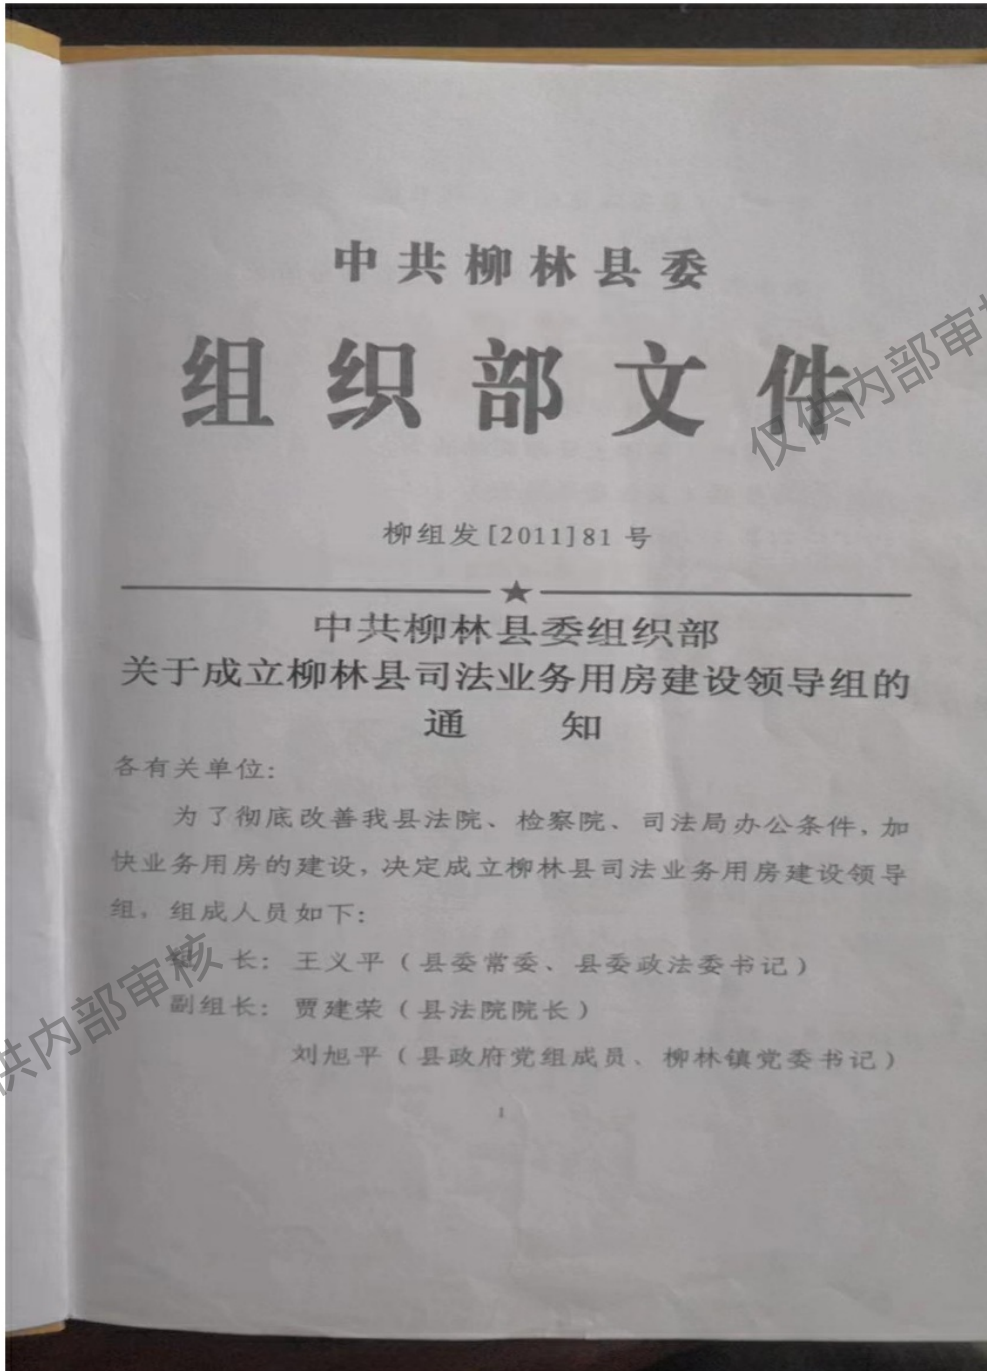 中共柳林县委
组织部文件
柳组发[2011]81号
中共柳林县委组织部
关于成立柳林县司法业务用房建设领导组的
通 知
各有关单位:
为了彻底改善我县法院、检察院、司法局办公条件,加
快业务用房的建设,决定成立柳林县司法业务用房建设领导
组。组成人员如下:
组 长:王义平(县委常委、县委政法委书记)
副组长:贾建荣(县法院院长)
刘旭平(县政府党组成员、柳林镇党委书记)
1
仅供内部审核
供内部审核